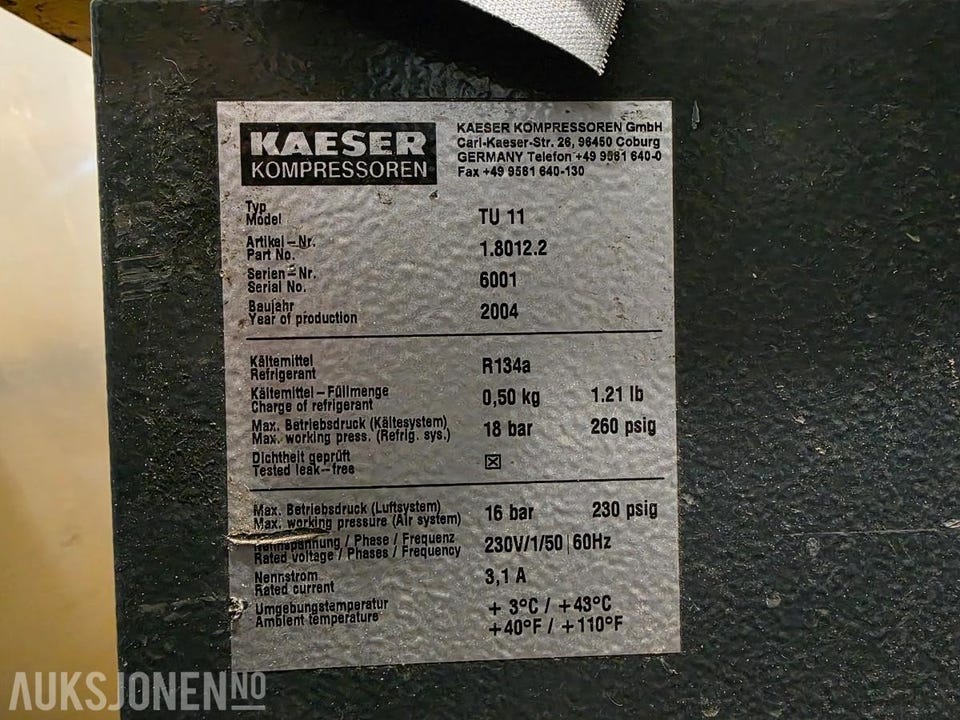 KAESER
KOMPRESSOREN
KAESER KOMPRESSOREN GmbH
Carl-Kaeser-Str. 26, 96450 Coburg
GERMANY Telefon +49 9561 640-0
Fax +49 9561 640-130
Typ
Model TU 11
Artikel-Nr.
Part No. 1.8012.2
Serien-Nr.
Serial No. 6001
Baujahr
Year of production 2004
Kältemittel
Refrigerant R134a
Kältemittel-Füllmenge
Charge of refrigerant 0,50 kg 1.21 lb
Max. Betriebsdruck (Kältesystem)
Max. working press. (Refrig. sys.) 18 bar 260 psig
Dichtheit geprüft
Tested leak-free ☒
Max. Betriebsdruck (Luftsystem)
Max. working pressure (Air system) 16 bar 230 psig
Nennspannung / Phase / Frequenz
Rated voltage / Phases / Frequency 230V/1/50 | 60Hz
Nennstrom
Rated current 3,1 A
Umgebungstemperatur
Ambient temperature + 3°C / +43°C
+40°F / +110°F
AUKSJONEN.NO